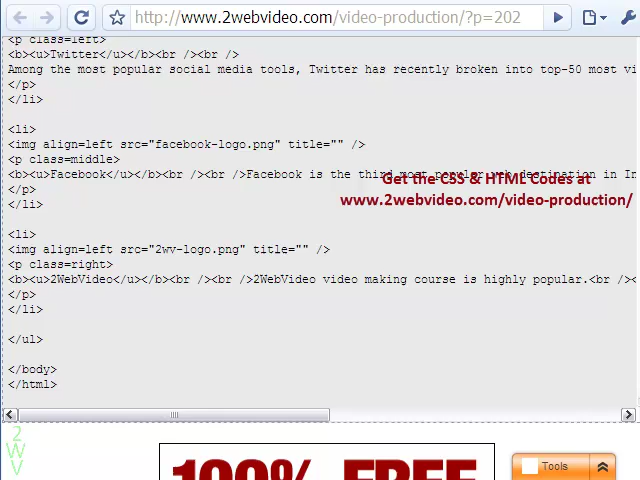 http://www.2webvideo.com/video-production/?p=202
<p class=left>
<b><u>Twitter</u></b><br /><br />
Among the most popular social media tools, Twitter has recently broken into top-50 most vi
</p>
</li>
<li>
<img align=left src="facebook-logo.png" title="" />
<p class=middle>
<b><u>Facebook</u></b><br /><br />Facebook is the third most popular web destination in In
</p>
</li>
Get the CSS & HTML Codes at
www.2webvideo.com/video-production/
<li>
<img align=left src="2wv-logo.png" title="" />
<p class=right>
<b><u>2WebVideo</u></b><br /><br />2WebVideo video making course is highly popular.<br /><
</p>
</li>
</ul>
</body>
</html>
2
W
V
100% FREE
Tools